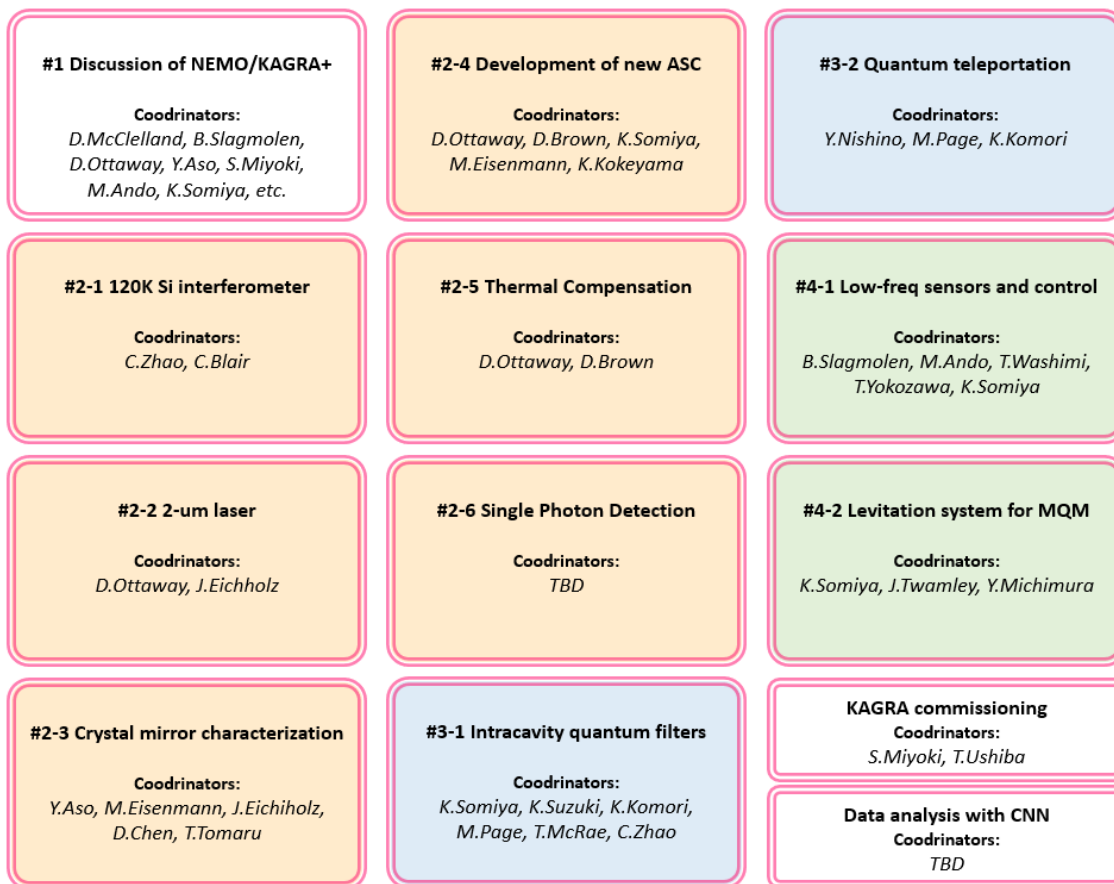 #1 Discussion of NEMO/KAGRA+
Coodrinators:
D.McClelland, B.Slagmolen,
D.Ottaway, Y.Aso, S.Miyoki,
M.Ando, K.Somiya, etc.
#2-1 120K Si interferometer
Coodrinators:
C.Zhao, C.Blair
#2-2 2-um laser
Coodrinators:
D.Ottaway, J.Eichholz
#2-3 Crystal mirror characterization
Coodrinators:
Y.Aso, M.Eisenmann, J.Eichiholz,
D.Chen, T.Tomaru
#2-4 Development of new ASC
Coodrinators:
D.Ottaway, D.Brown, K.Somiya,
M.Eisenmann, K.Kokeyama
#2-5 Thermal Compensation
Coodrinators:
D.Ottaway, D.Brown
#2-6 Single Photon Detection
Coodrinators:
TBD
#3-1 Intracavity quantum filters
Coodrinators:
K.Somiya, K.Suzuki, K.Komori,
M.Page, T.McRae, C.Zhao
#3-2 Quantum teleportation
Coodrinators:
Y.Nishino, M.Page, K.Komori
#4-1 Low-freq sensors and control
Coodrinators:
B.Slagmolen, M.Ando, T.Washimi,
T.Yokozawa, K.Somiya
#4-2 Levitation system for MQM
Coodrinators:
K.Somiya, J.Twamley, Y.Michimura
KAGRA commissioning
Coodrinators:
S.Miyoki, T.Ushiba
Data analysis with CNN
Coodrinators:
TBD